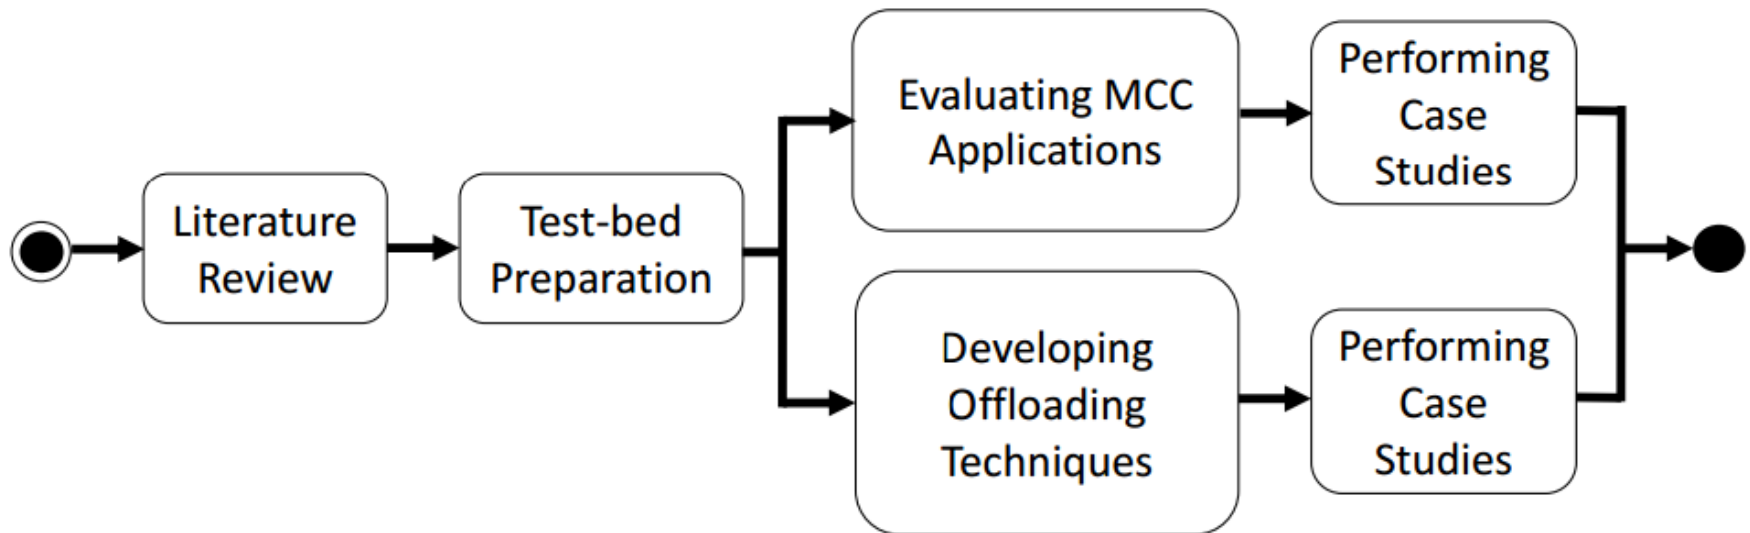 Literature
Review
Test-bed
Preparation
Evaluating MCC
Applications
Performing
Case
Studies
Developing
Offloading
Techniques
Performing
Case
Studies